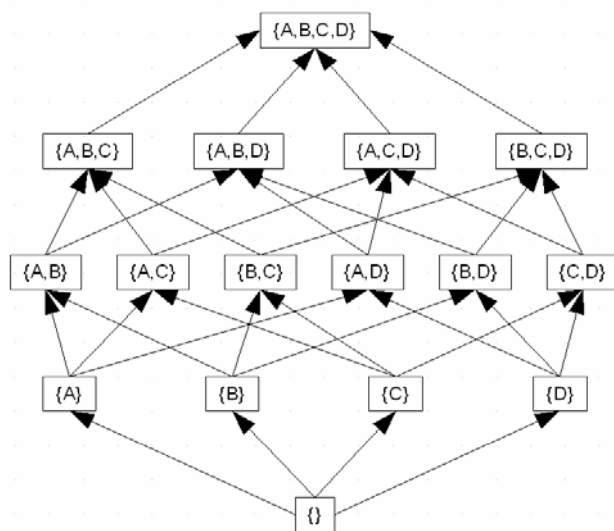 {A,B,C,D}
{A,B,C} {A,B,D} {A,C,D} {B,C,D}
{A,B} {A,C} {B,C} {A,D} {B,D} {C,D}
{A} {B} {C} {D}
{}